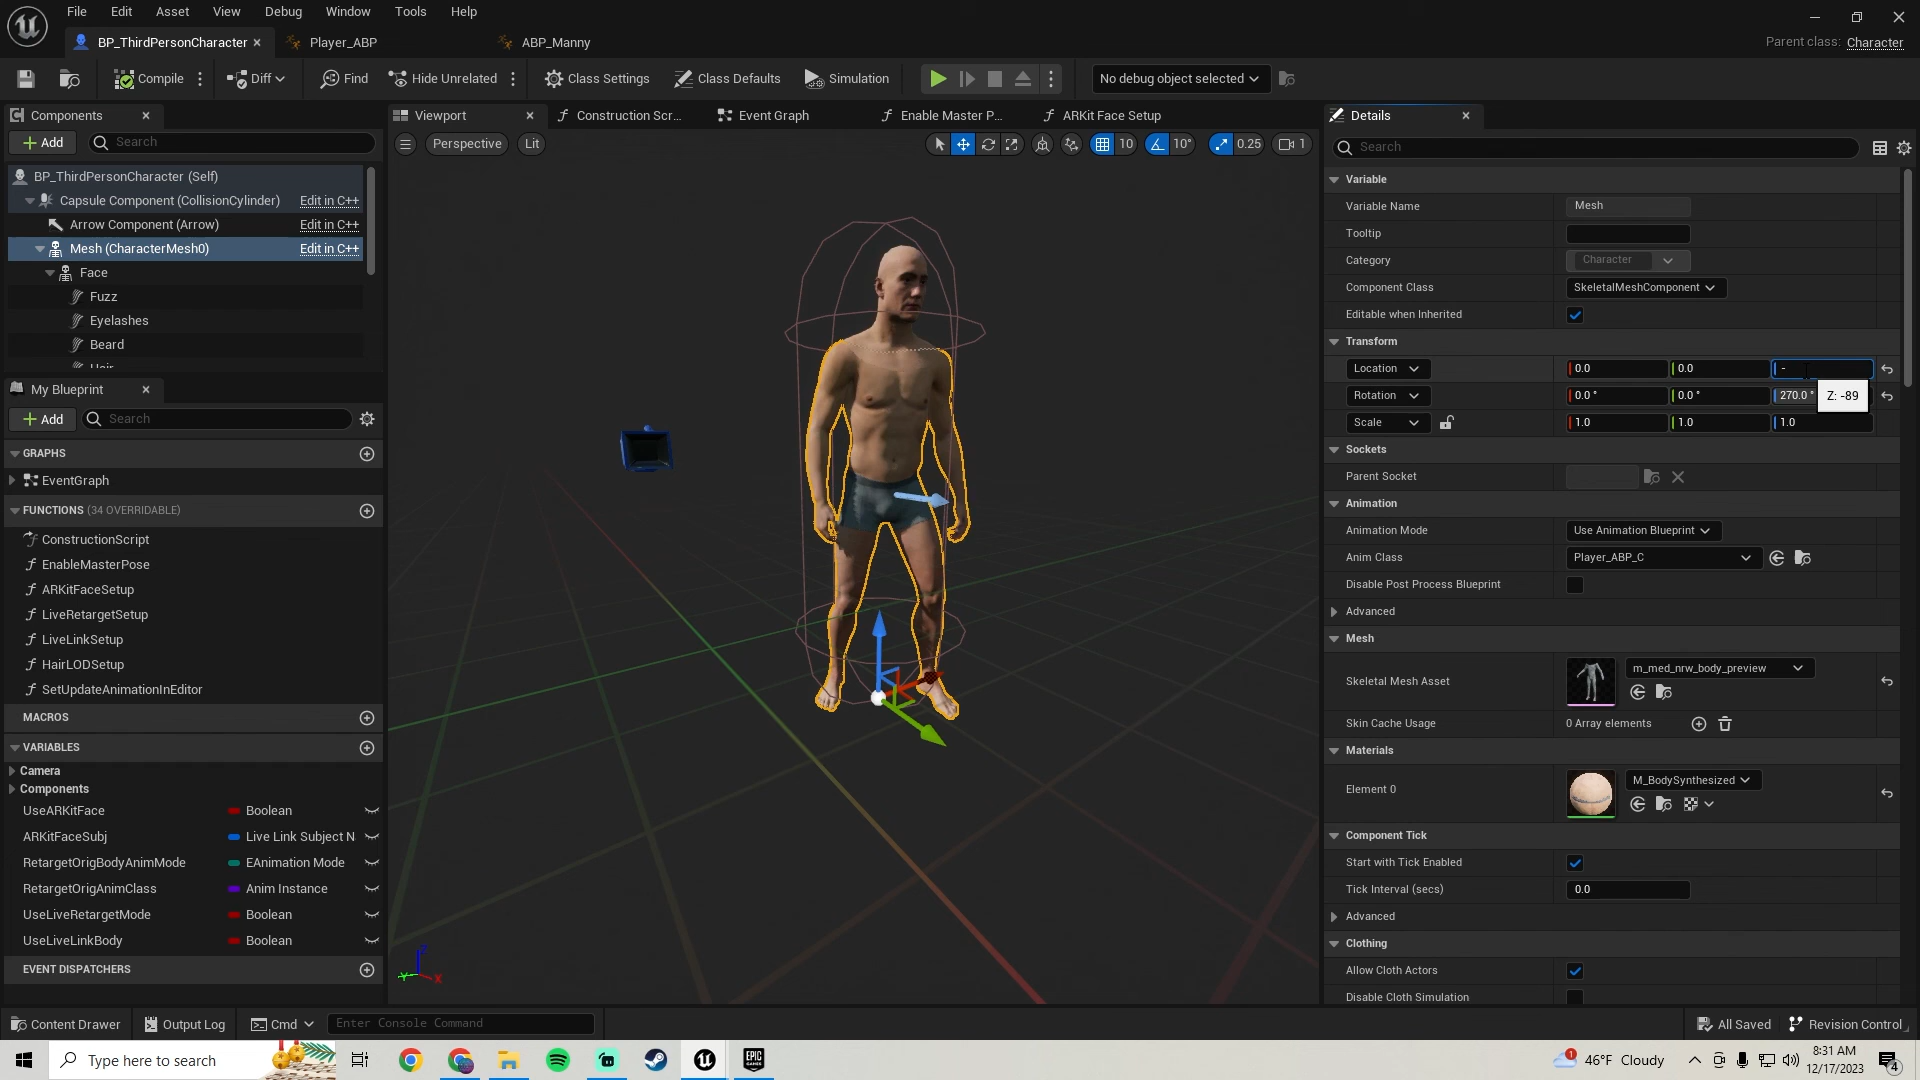 File Edit Asset View Debug Window Tools Help
BP_ThirdPersonCharacter Player_ABP ABP_Manny Parent class: Character
Compile Diff Find Hide Unrelated Class Settings Class Defaults Simulation No debug object selected
Components
Add Search
BP_ThirdPersonCharacter (Self)
Capsule Component (CollisionCylinder) Edit in C++
Arrow Component (Arrow) Edit in C++
Mesh (CharacterMesh0) Edit in C++
Face
Fuzz
Eyelashes
Beard
Hair
My Blueprint
Add Search
GRAPHS
EventGraph
FUNCTIONS (34 OVERRIDABLE)
ConstructionScript
EnableMasterPose
ARKitFaceSetup
LiveRetargetSetup
LiveLinkSetup
HairLODSetup
SetUpdateAnimationInEditor
MACROS
VARIABLES
Camera
Components
UseARKitFace Boolean
ARKitFaceSubj Live Link Subject N
RetargetOrigBodyAnimMode EAnimation Mode
RetargetOrigAnimClass Anim Instance
UseLiveRetargetMode Boolean
UseLiveLinkBody Boolean
EVENT DISPATCHERS
Viewport Construction Scr... Event Graph Enable Master P... ARKit Face Setup
Perspective Lit 10 10° 0.25 1
Z
Y X
Details
Search
Variable
Variable Name Mesh
Tooltip
Category Character
Component Class SkeletalMeshComponent
Editable when Inherited
Transform
Location 0.0 0.0 -
Rotation 0.0 ° 0.0 ° 270.0 ° Z: -89
Scale 1.0 1.0 1.0
Sockets
Parent Socket
Animation
Animation Mode Use Animation Blueprint
Anim Class Player_ABP_C
Disable Post Process Blueprint
Advanced
Mesh
Skeletal Mesh Asset m_med_nrw_body_preview
Skin Cache Usage 0 Array elements
Materials
Element 0 M_BodySynthesized
Component Tick
Start with Tick Enabled
Tick Interval (secs) 0.0
Advanced
Clothing
Allow Cloth Actors
Disable Cloth Simulation
Content Drawer Output Log Cmd Enter Console Command All Saved Revision Control
Type here to search EPIC GAMES 1 46°F Cloudy 8:31 AM
12/17/2023 4